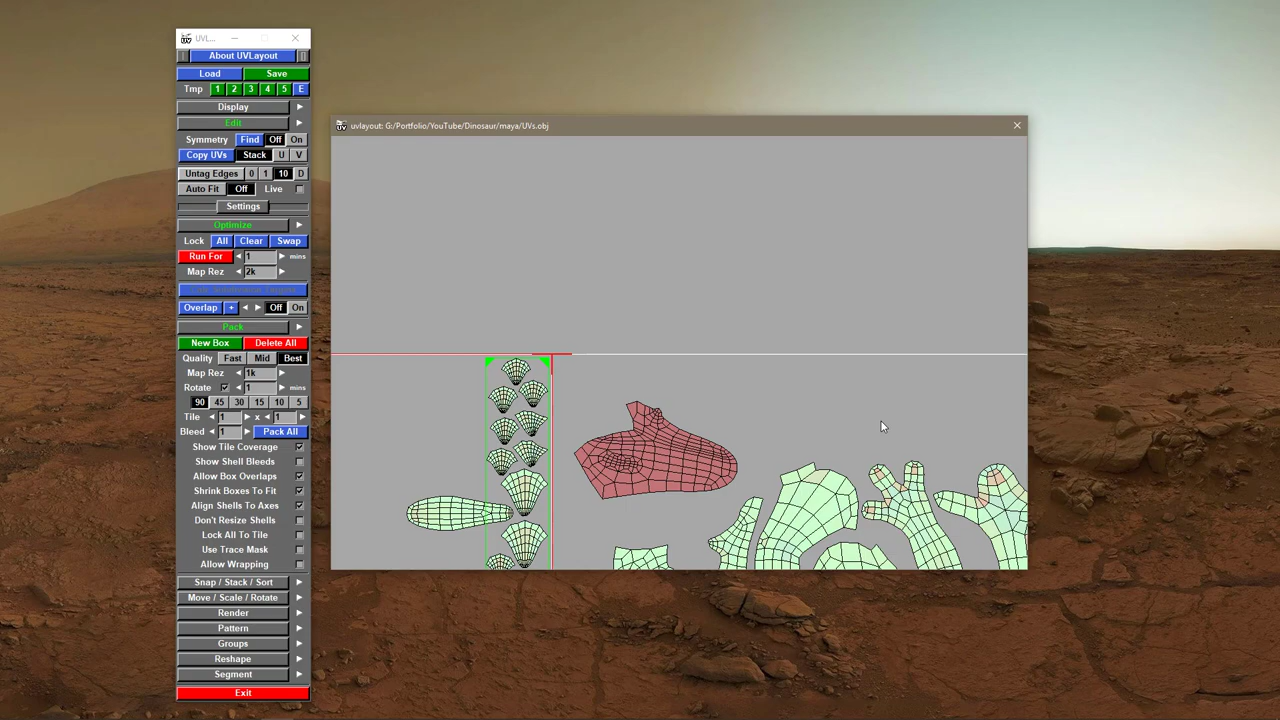 UVL...
About UVLayout
Load Save
Tmp 1 2 3 4 5 E
Display
Edit
Symmetry Find Off On
Copy UVs Stack U V
Untag Edges 0 1 10 D
Auto Fit Off Live
Settings
Optimize
Lock All Clear Swap
Run For 1 mins
Map Rez 2k
Overlap + Off On
Pack
New Box Delete All
Quality Fast Mid Best
Map Rez 1k
Rotate 1 mins
90 45 30 15 10 5
Tile 1 x 1
Bleed 1 Pack All
Show Tile Coverage
Show Shell Bleeds
Allow Box Overlaps
Shrink Boxes To Fit
Align Shells To Axes
Don't Resize Shells
Lock All To Tile
Use Trace Mask
Allow Wrapping
Snap / Stack / Sort
Move / Scale / Rotate
Render
Pattern
Groups
Reshape
Segment
Exit
uvlayout: G:/Portfolio/YouTube/Dinosaur/maya/UVs.obj